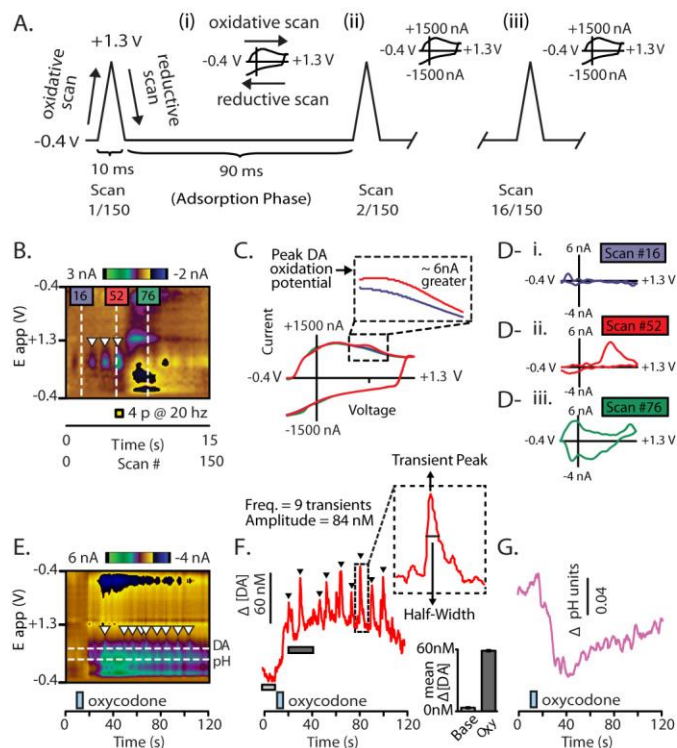 A.
(i)
(ii)
(iii)
oxidative scan
+1.3 V
-0.4 V
+1.3 V
reductive scan
oxidative scan
reductive scan
+1500 nA
-0.4 V
+1.3 V
-1500 nA
+1500 nA
-0.4 V
+1.3 V
-1500 nA
-0.4 V
10 ms
90 ms
Scan
1/150
(Adsorption Phase)
Scan
2/150
Scan
16/150
B.
3 nA
-2 nA
-0.4
+1.3
-0.4
E app (V)
16
52
76
4 p @ 20 hz
0
15
Time (s)
0
150
Scan #
C.
Peak DA
oxidation
potential
~ 6nA
greater
Current
+1500 nA
-0.4 V
+1.3 V
Voltage
-1500 nA
D- i.
6 nA
Scan #16
-0.4 V
+1.3 V
-4 nA
D- ii.
6 nA
Scan #52
-0.4 V
+1.3 V
-4 nA
D- iii.
6 nA
Scan #76
-0.4 V
+1.3 V
-4 nA
E.
6 nA
-4 nA
-0.4
+1.3
-0.4
E app (V)
DA
pH
oxycodone
0 40 80 120
Time (s)
F.
Freq. = 9 transients
Amplitude = 84 nM
Transient Peak
Half-Width
Δ [DA]
60 nM
60nM
0nM
mean
Δ[DA]
Base
Oxy
oxycodone
0 40 80 120
Time (s)
G.
Δ pH units
0.04
oxycodone
0 40 80 120
Time (s)